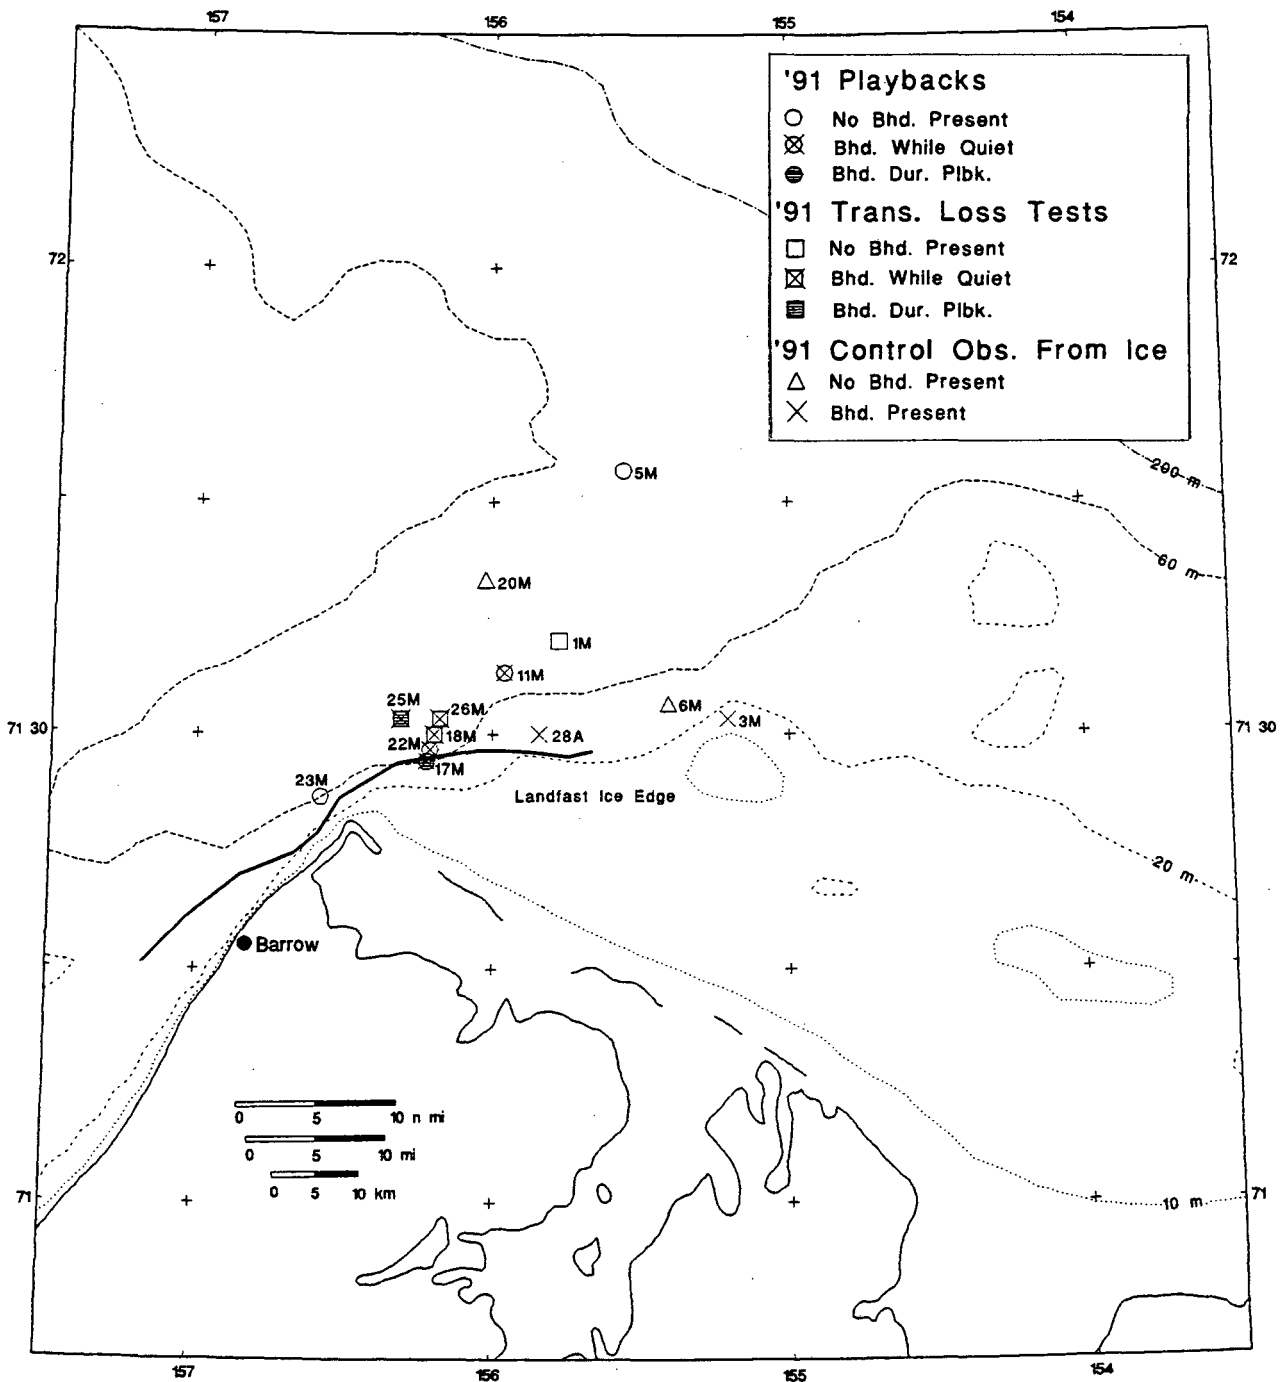 157 156 155 154
'91 Playbacks
No Bhd. Present
Bhd. While Quiet
Bhd. Dur. Plbk.
'91 Trans. Loss Tests
No Bhd. Present
Bhd. While Quiet
Bhd. Dur. Plbk.
'91 Control Obs. From Ice
No Bhd. Present
Bhd. Present
72 72
5M
200 m
60 m
20M
1M
11M
25M 26M
6M
3M
71 30 71 30
22M 18M 28A
17M
23M
Landfast Ice Edge
20 m
Barrow
0 5 10 n mi
0 5 10 mi
0 5 10 km
71 71
10 m
157 156 155 154